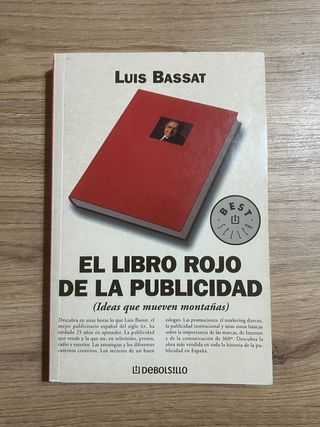 LUIS BASSAT
BEST
SELLER
EL LIBRO ROJO
DE LA PUBLICIDAD
(Ideas que mueven montañas)
Descubra en unas horas lo que Luis Bassat, el
mejor publicitario español del siglo XX, ha
tardado 25 años en aprender. La publicidad
que vende y la que no, en televisión, prensa,
radio y exterior. Las estrategias y los diferentes
caminos creativos. Los secretos de un buen
eslogan. Las promociones, el marketing directo,
la publicidad institucional y unas notas básicas
sobre la importancia de las marcas, de Internet
y de la comunicación de 360°. Descubra la
obra más vendida en toda la historia de la pu-
blicidad en España.
DEBOLSILLO